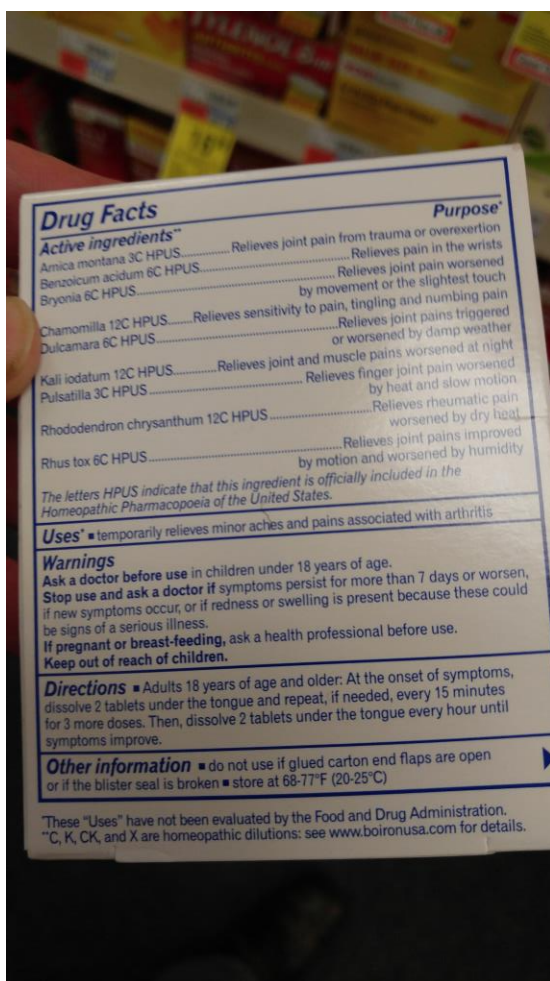 TYLENOL
Drug Facts
Active ingredients**
Purpose*
Arnica montana 3C HPUS.............. Relieves joint pain from trauma or overexertion
Benzoicum acidum 6C HPUS.......................................... Relieves pain in the wrists
Bryonia 6C HPUS........................................................ Relieves joint pain worsened
by movement or the slightest touch
Chamomilla 12C HPUS....... Relieves sensitivity to pain, tingling and numbing pain
Dulcamara 6C HPUS..................................................Relieves joint pains triggered
or worsened by damp weather
Kali iodatum 12C HPUS............ Relieves joint and muscle pains worsened at night
Pulsatilla 3C HPUS .......................................... Relieves finger joint pain worsened
by heat and slow motion
Rhododendron chrysanthum 12C HPUS ............................Relieves rheumatic pain
worsened by dry heat
Rhus tox 6C HPUS......................................................Relieves joint pains improved
by motion and worsened by humidity
The letters HPUS indicate that this ingredient is officially included in the
Homeopathic Pharmacopoeia of the United States.
Uses* ■ temporarily relieves minor aches and pains associated with arthritis
Warnings
Ask a doctor before use in children under 18 years of age.
Stop use and ask a doctor if symptoms persist for more than 7 days or worsen,
if new symptoms occur, or if redness or swelling is present because these could
be signs of a serious illness.
If pregnant or breast-feeding, ask a health professional before use.
Keep out of reach of children.
Directions ■ Adults 18 years of age and older: At the onset of symptoms,
dissolve 2 tablets under the tongue and repeat, if needed, every 15 minutes
for 3 more doses. Then, dissolve 2 tablets under the tongue every hour until
symptoms improve.
Other information ■ do not use if glued carton end flaps are open
or if the blister seal is broken ■ store at 68-77°F (20-25°C)
*These "Uses" have not been evaluated by the Food and Drug Administration.
**C, K, CK, and X are homeopathic dilutions: see www.boironusa.com for details.